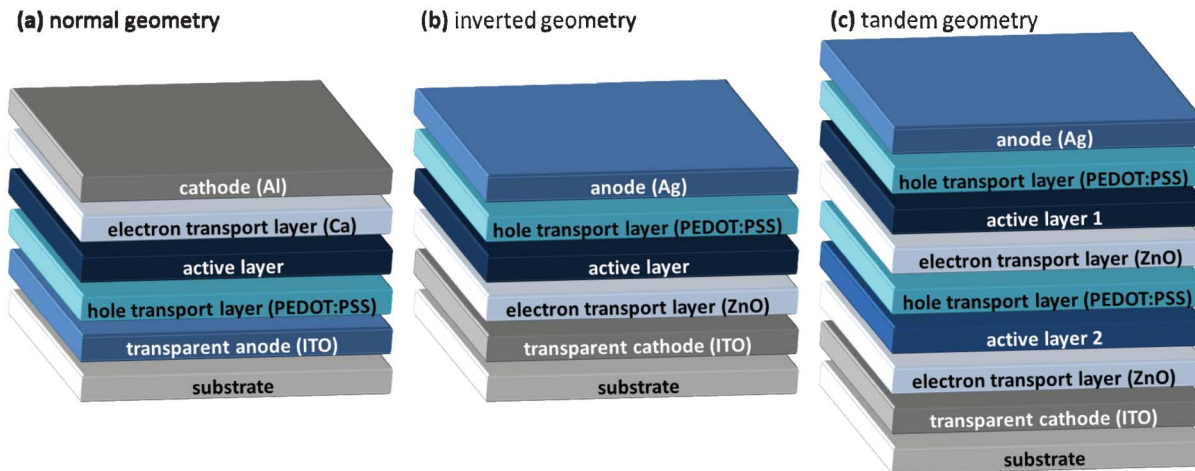 (a) normal geometry
cathode (Al)
electron transport layer (Ca)
active layer
hole transport layer (PEDOT:PSS)
transparent anode (ITO)
substrate
(b) inverted geometry
anode (Ag)
hole transport layer (PEDOT:PSS)
active layer
electron transport layer (ZnO)
transparent cathode (ITO)
substrate
(c) tandem geometry
anode (Ag)
hole transport layer (PEDOT:PSS)
active layer 1
electron transport layer (ZnO)
hole transport layer (PEDOT:PSS)
active layer 2
electron transport layer (ZnO)
transparent cathode (ITO)
substrate